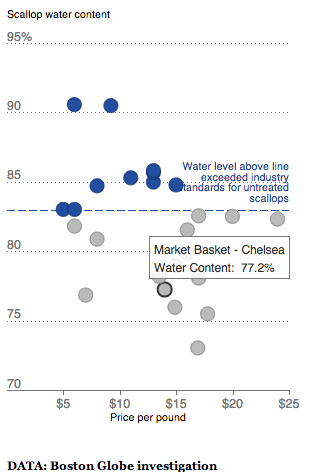 Scallop water content
95%
90
Water level above line
exceeded industry
standards for untreated
scallops
85
80
Market Basket - Chelsea
Water Content: 77.2%
75
70
$5 $10 $15 $20 $25
Price per pound
DATA: Boston Globe investigation